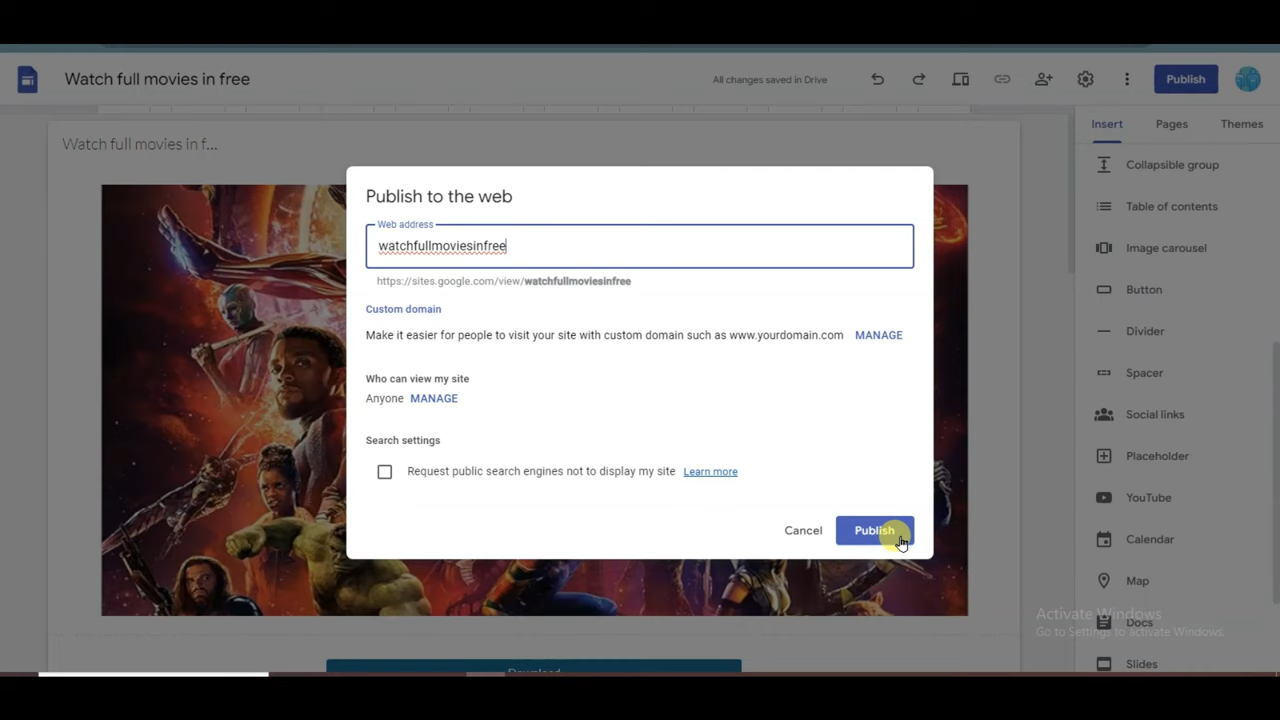 Watch full movies in free
All changes saved in Drive
Publish
Insert
Pages
Themes
Watch full movies in f...
Publish to the web
Web address
watchfullmoviesinfree
https://sites.google.com/view/watchfullmoviesinfree
Custom domain
Make it easier for people to visit your site with custom domain such as www.yourdomain.com MANAGE
Who can view my site
Anyone MANAGE
Search settings
Request public search engines not to display my site Learn more
Cancel
Publish
Collapsible group
Table of contents
Image carousel
Button
Divider
Spacer
Social links
Placeholder
YouTube
Calendar
Map
Docs
Slides
Activate Windows
Go to Settings to activate Windows.
Download